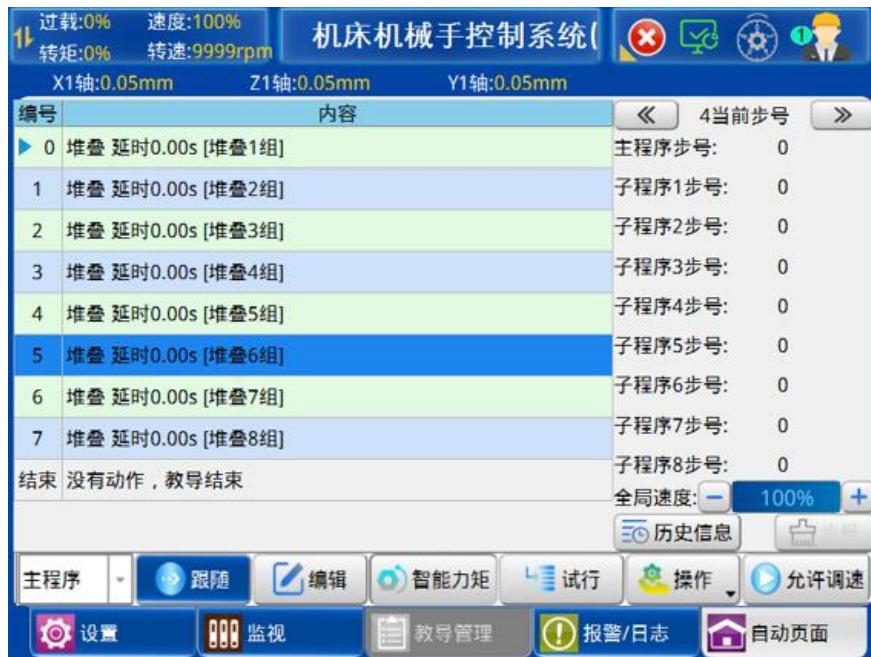 过载:0% 速度:100%
转矩:0% 转速:9999rpm
机床机械手控制系统(
1
X1轴:0.05mm Z1轴:0.05mm Y1轴:0.05mm
编号 内容
0 堆叠 延时0.00s [堆叠1组]
1 堆叠 延时0.00s [堆叠2组]
2 堆叠 延时0.00s [堆叠3组]
3 堆叠 延时0.00s [堆叠4组]
4 堆叠 延时0.00s [堆叠5组]
5 堆叠 延时0.00s [堆叠6组]
6 堆叠 延时0.00s [堆叠7组]
7 堆叠 延时0.00s [堆叠8组]
结束 没有动作，教导结束
≪ 4当前步号 ≫
主程序步号: 0
子程序1步号: 0
子程序2步号: 0
子程序3步号: 0
子程序4步号: 0
子程序5步号: 0
子程序6步号: 0
子程序7步号: 0
子程序8步号: 0
全局速度: − 100% +
历史信息
主程序 跟随 编辑 智能力矩 试行 操作 允许调速
设置 监视 教导管理 报警/日志 自动页面